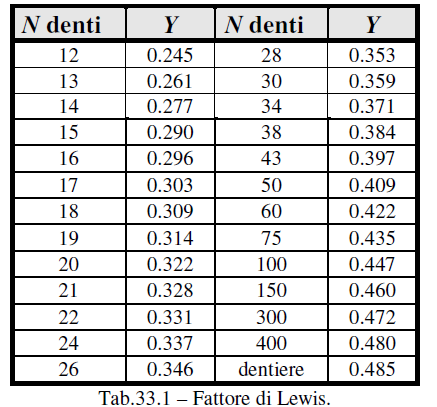 N denti Y N denti Y
12 0.245 28 0.353
13 0.261 30 0.359
14 0.277 34 0.371
15 0.290 38 0.384
16 0.296 43 0.397
17 0.303 50 0.409
18 0.309 60 0.422
19 0.314 75 0.435
20 0.322 100 0.447
21 0.328 150 0.460
22 0.331 300 0.472
24 0.337 400 0.480
26 0.346 dentiere 0.485
Tab.33.1 – Fattore di Lewis.